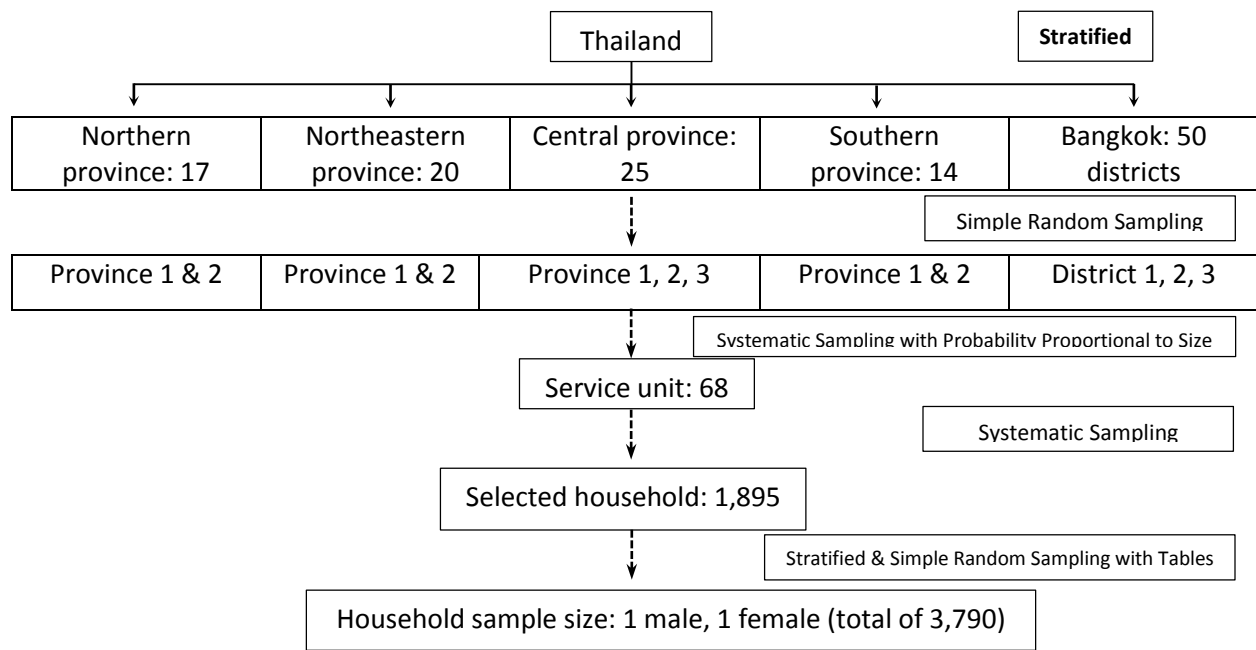 Thailand
Stratified
Northern
province: 17
Northeastern
province: 20
Central province:
25
Southern
province: 14
Bangkok: 50
districts
Simple Random Sampling
Province 1 & 2
Province 1 & 2
Province 1, 2, 3
Province 1 & 2
District 1, 2, 3
Systematic Sampling with Probability Proportional to Size
Service unit: 68
Systematic Sampling
Selected household: 1,895
Stratified & Simple Random Sampling with Tables
Household sample size: 1 male, 1 female (total of 3,790)